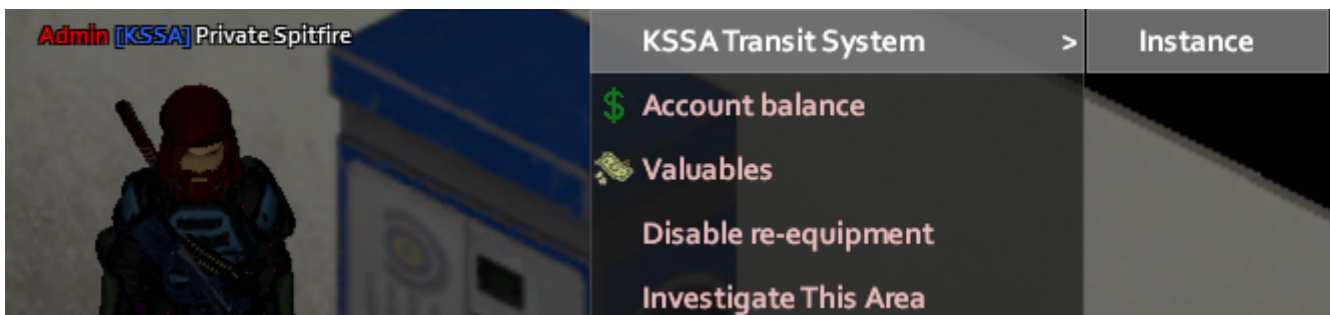 Admin [KSSA] Private Spitfire
KSSA Transit System >
Instance
$ Account balance
Valuables
Disable re-equipment
Investigate This Area